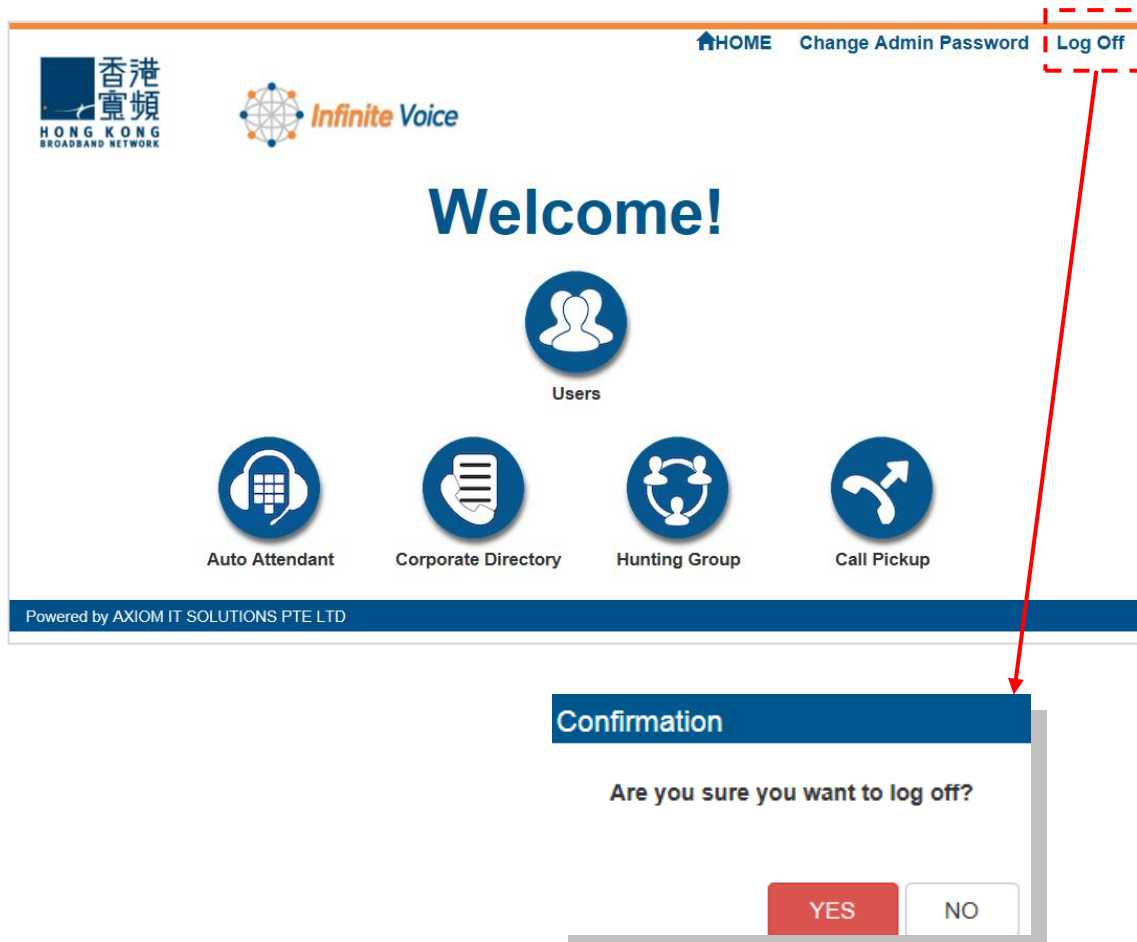 HOME Change Admin Password Log Off
香港
寬頻
HONG KONG
BROADBAND NETWORK
Infinite Voice
Welcome!
Users
Auto Attendant Corporate Directory Hunting Group Call Pickup
Powered by AXIOM IT SOLUTIONS PTE LTD
Confirmation
Are you sure you want to log off?
YES NO